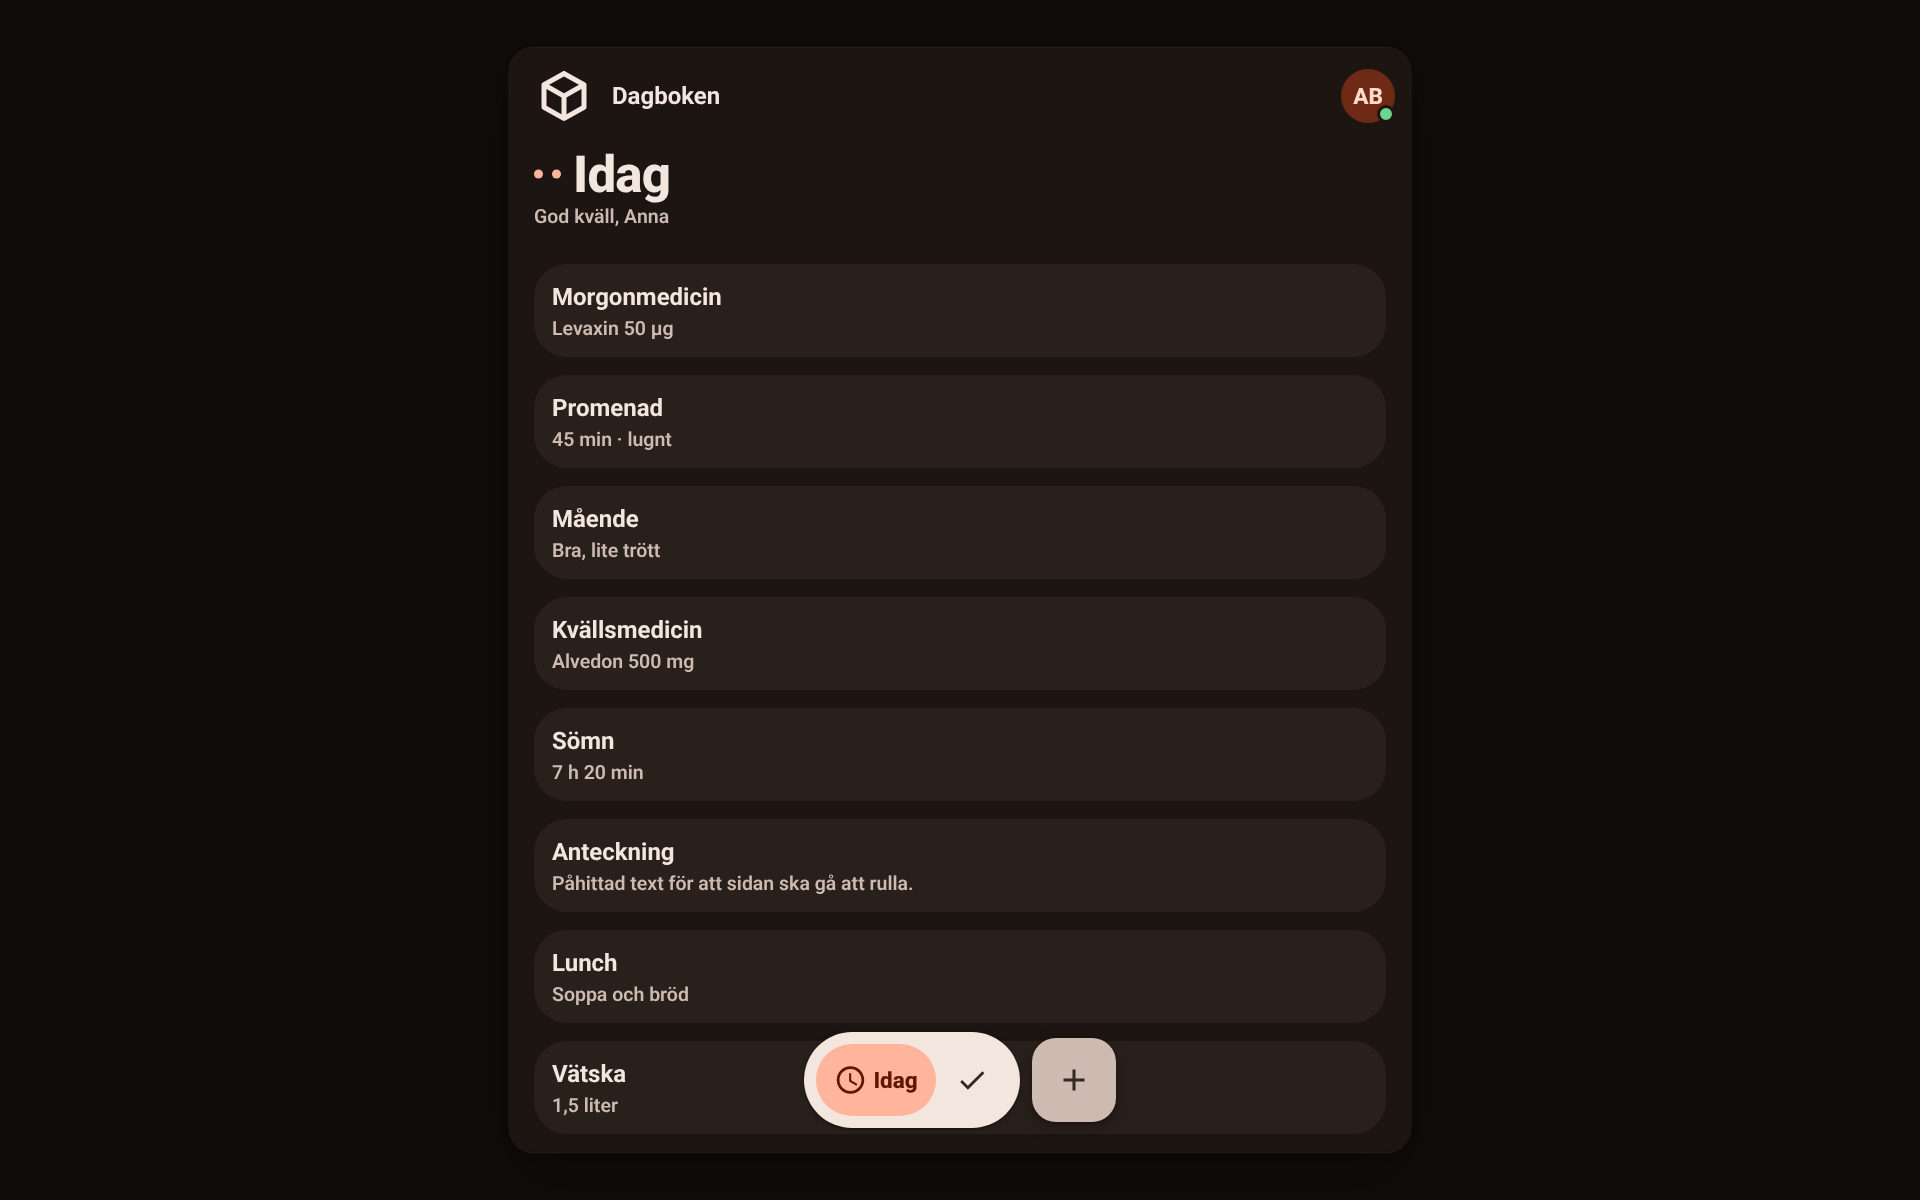 Dagboken
AB
Idag
God kväll, Anna
Morgonmedicin
Levaxin 50 µg
Promenad
45 min · lugnt
Mående
Bra, lite trött
Kvällsmedicin
Alvedon 500 mg
Sömn
7 h 20 min
Anteckning
Påhittad text för att sidan ska gå att rulla.
Lunch
Soppa och bröd
Vätska
1,5 liter
Idag